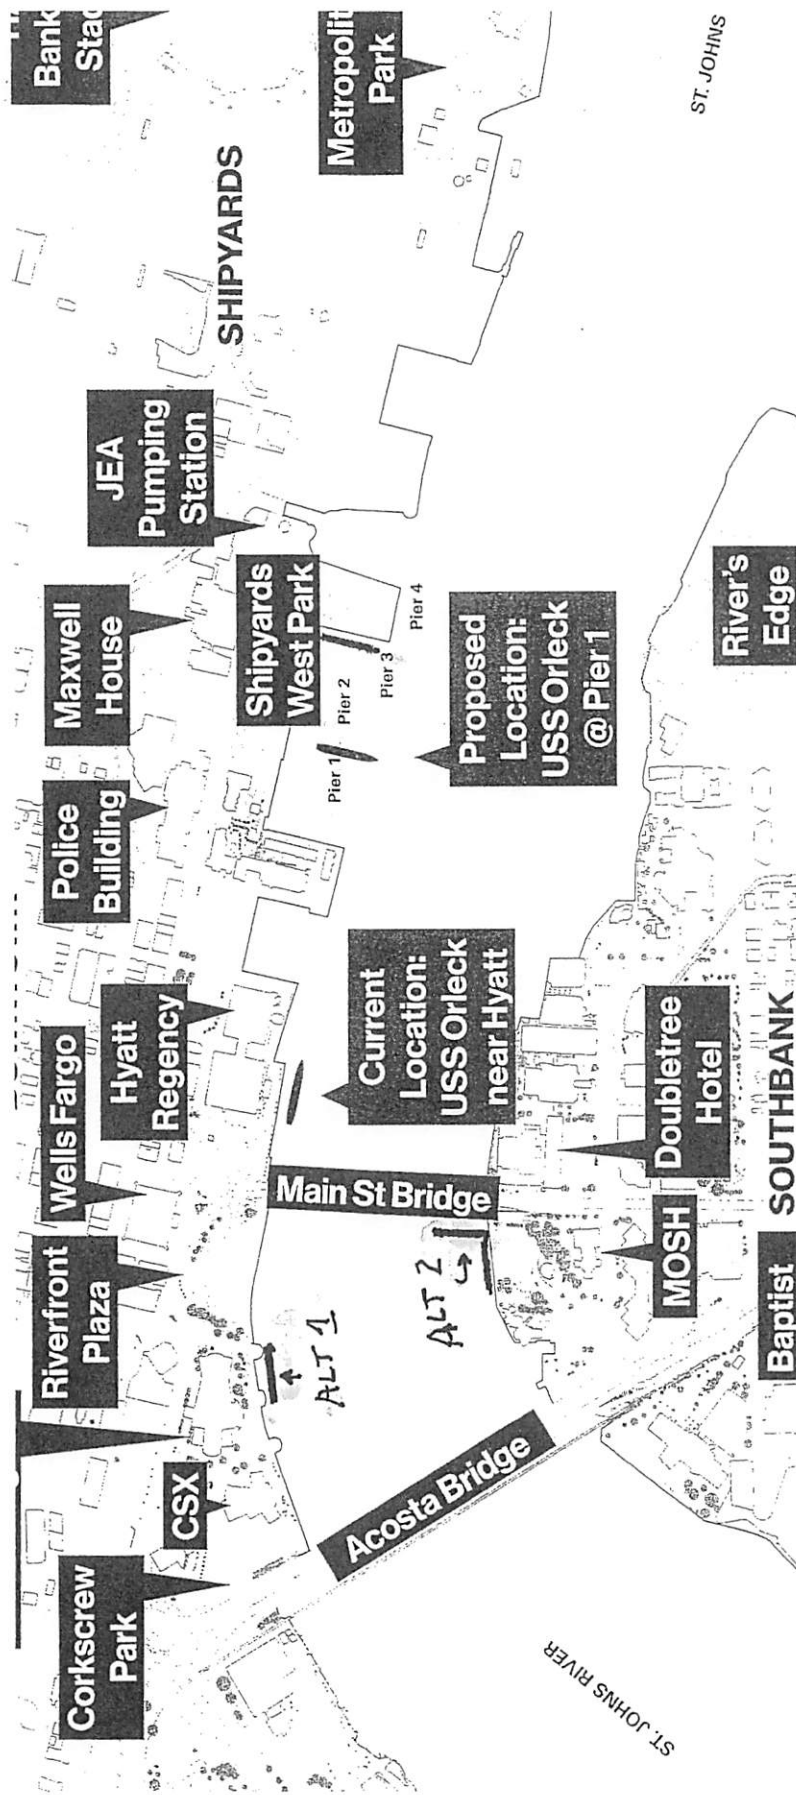 Bank
Metropolit
Park
ST. JOHNS
SHIPYARDS
JEA
Pumping
Station
Maxwell
House
Shipyards
West Park
Pier 1
Pier 2
Pier 3
Pier 4
Police
Building
Proposed
Location:
USS Orleck
@ Pier1
River's
Edge
Hyatt
Regency
Current
Location:
USS Orleck
near Hyatt
Wells Fargo
Main St Bridge
Doubletree
Hotel
SOUTHBANK
Riverfront
Plaza
ALT 1
ALT 2
MOSH
Baptist
CSX
Acosta Bridge
Corkscrew
Park
ST. JOHNS RIVER